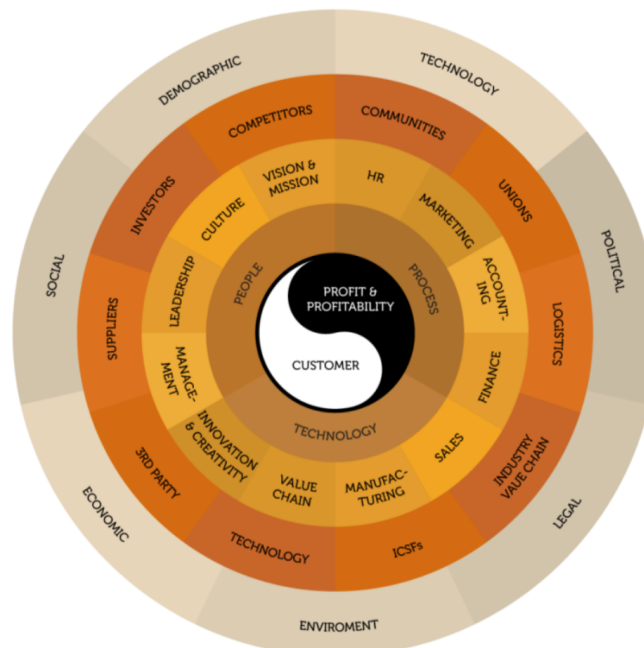 DEMOGRAPHIC
TECHNOLOGY
POLITICAL
LEGAL
ENVIROMENT
ECONOMIC
SOCIAL
COMPETITORS
COMMUNITIES
UNIONS
LOGISTICS
INDUSTRY
VAUE CHAIN
ICSFs
TECHNOLOGY
3RD PARTY
SUPPLIERS
INVESTORS
VISION &
MISSION
HR
MARKETING
ACCOUNT-
ING
FINANCE
SALES
MANUFAC-
TURING
VALUE
CHAIN
INNOVATION
& CREATIVITY
MANAGE-
MENT
LEADERSHIP
CULTURE
PEOPLE
PROCESS
TECHNOLOGY
PROFIT &
PROFITABILITY
CUSTOMER